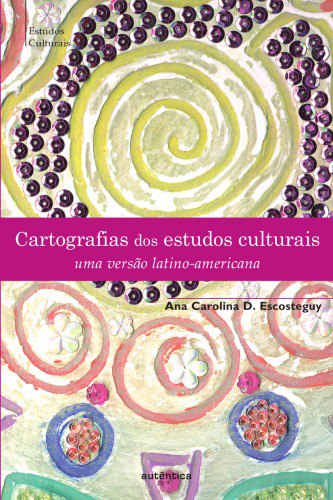 Estudos
Culturais
Cartografias dos estudos culturais
uma versão latino-americana
Ana Carolina D. Escosteguy
autêntica